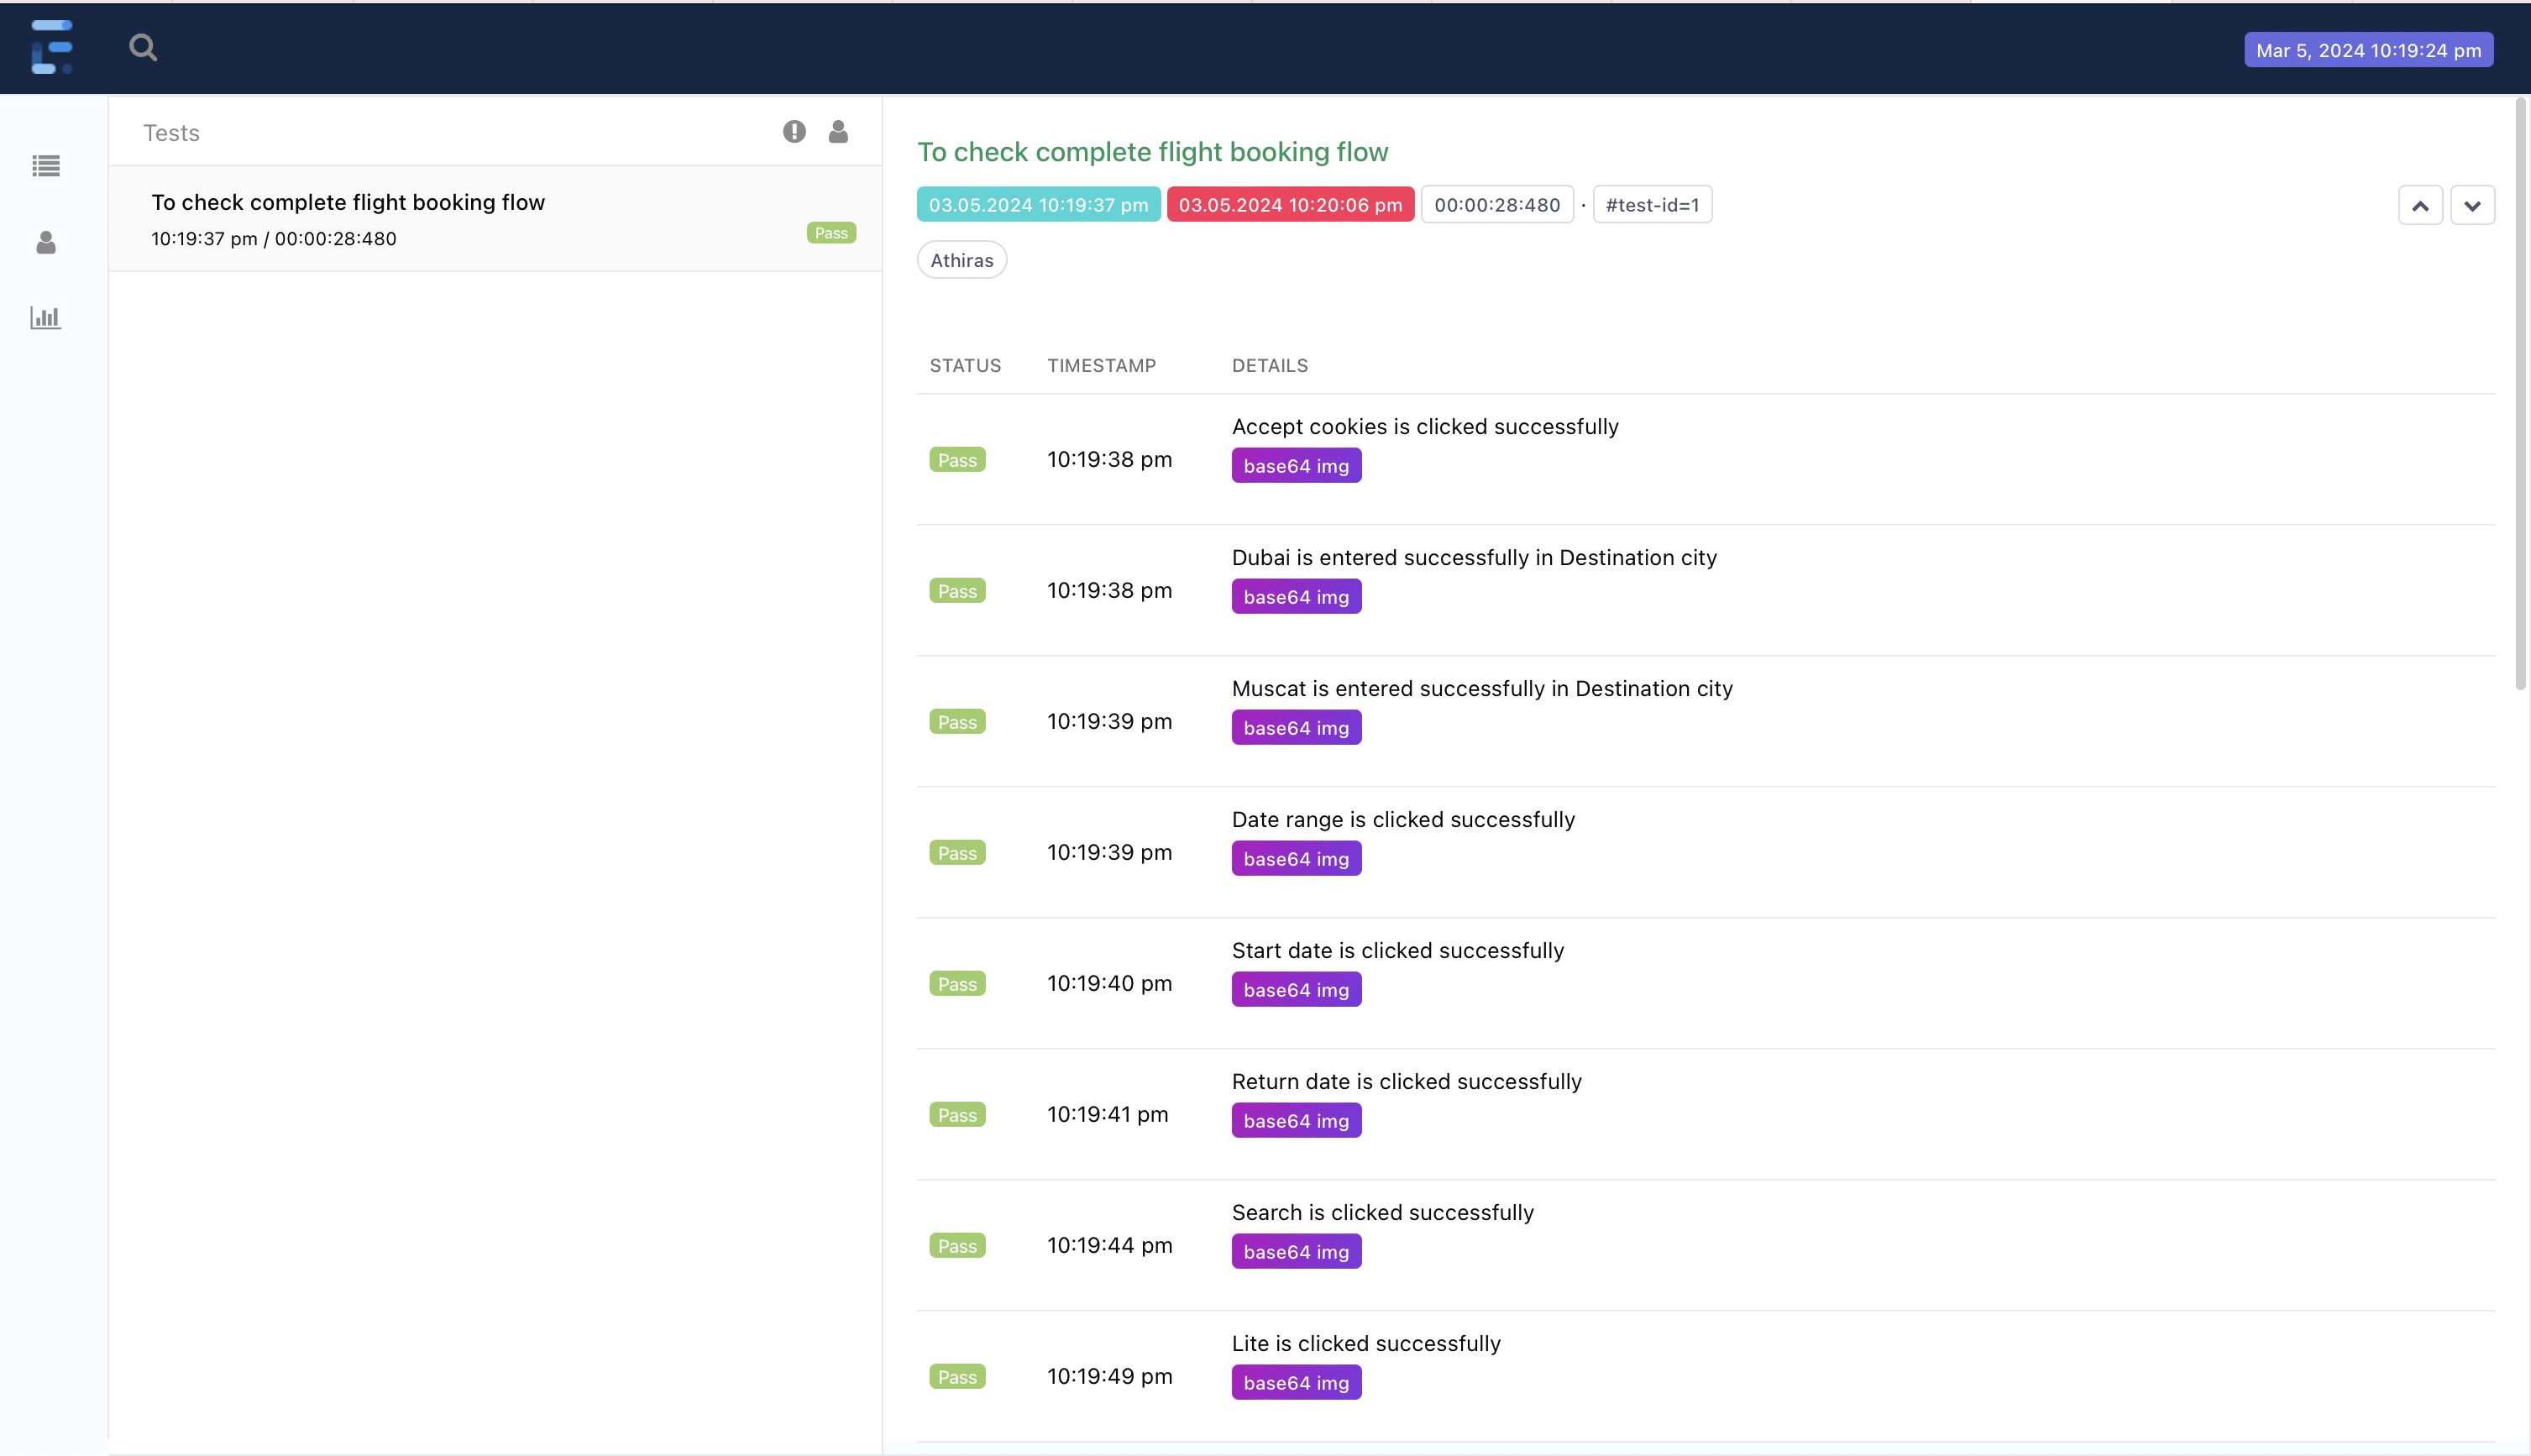 Mar 5, 2024 10:19:24 pm
Tests
To check complete flight booking flow
10:19:37 pm / 00:00:28:480
Pass
To check complete flight booking flow
03.05.2024 10:19:37 pm 03.05.2024 10:20:06 pm 00:00:28:480 · #test-id=1
Athiras
STATUS TIMESTAMP DETAILS
Accept cookies is clicked successfully
Pass 10:19:38 pm
base64 img
Dubai is entered successfully in Destination city
Pass 10:19:38 pm
base64 img
Muscat is entered successfully in Destination city
Pass 10:19:39 pm
base64 img
Date range is clicked successfully
Pass 10:19:39 pm
base64 img
Start date is clicked successfully
Pass 10:19:40 pm
base64 img
Return date is clicked successfully
Pass 10:19:41 pm
base64 img
Search is clicked successfully
Pass 10:19:44 pm
base64 img
Lite is clicked successfully
Pass 10:19:49 pm
base64 img